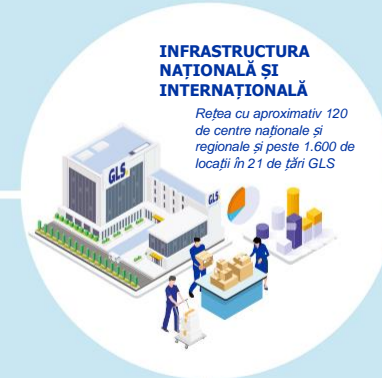 INFRASTRUCTURA
NAȚIONALĂ ȘI
INTERNAȚIONALĂ
Rețea cu aproximativ 120
de centre naționale și
regionale și peste 1.600 de
locații în 21 de țări GLS
GLS
GLS
GLS